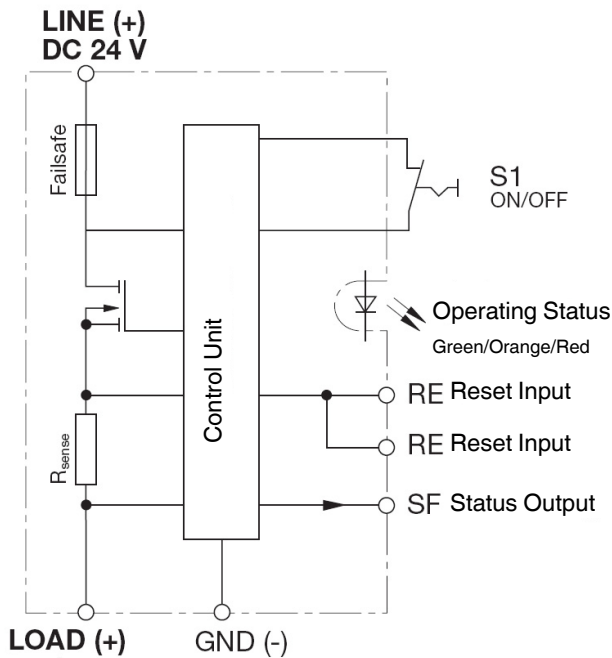 LINE (+)
DC 24 V
Failsafe
S1
ON/OFF
Operating Status
Green/Orange/Red
Control Unit
RE Reset Input
RE Reset Input
Rsense
SF Status Output
LOAD (+)
GND (-)